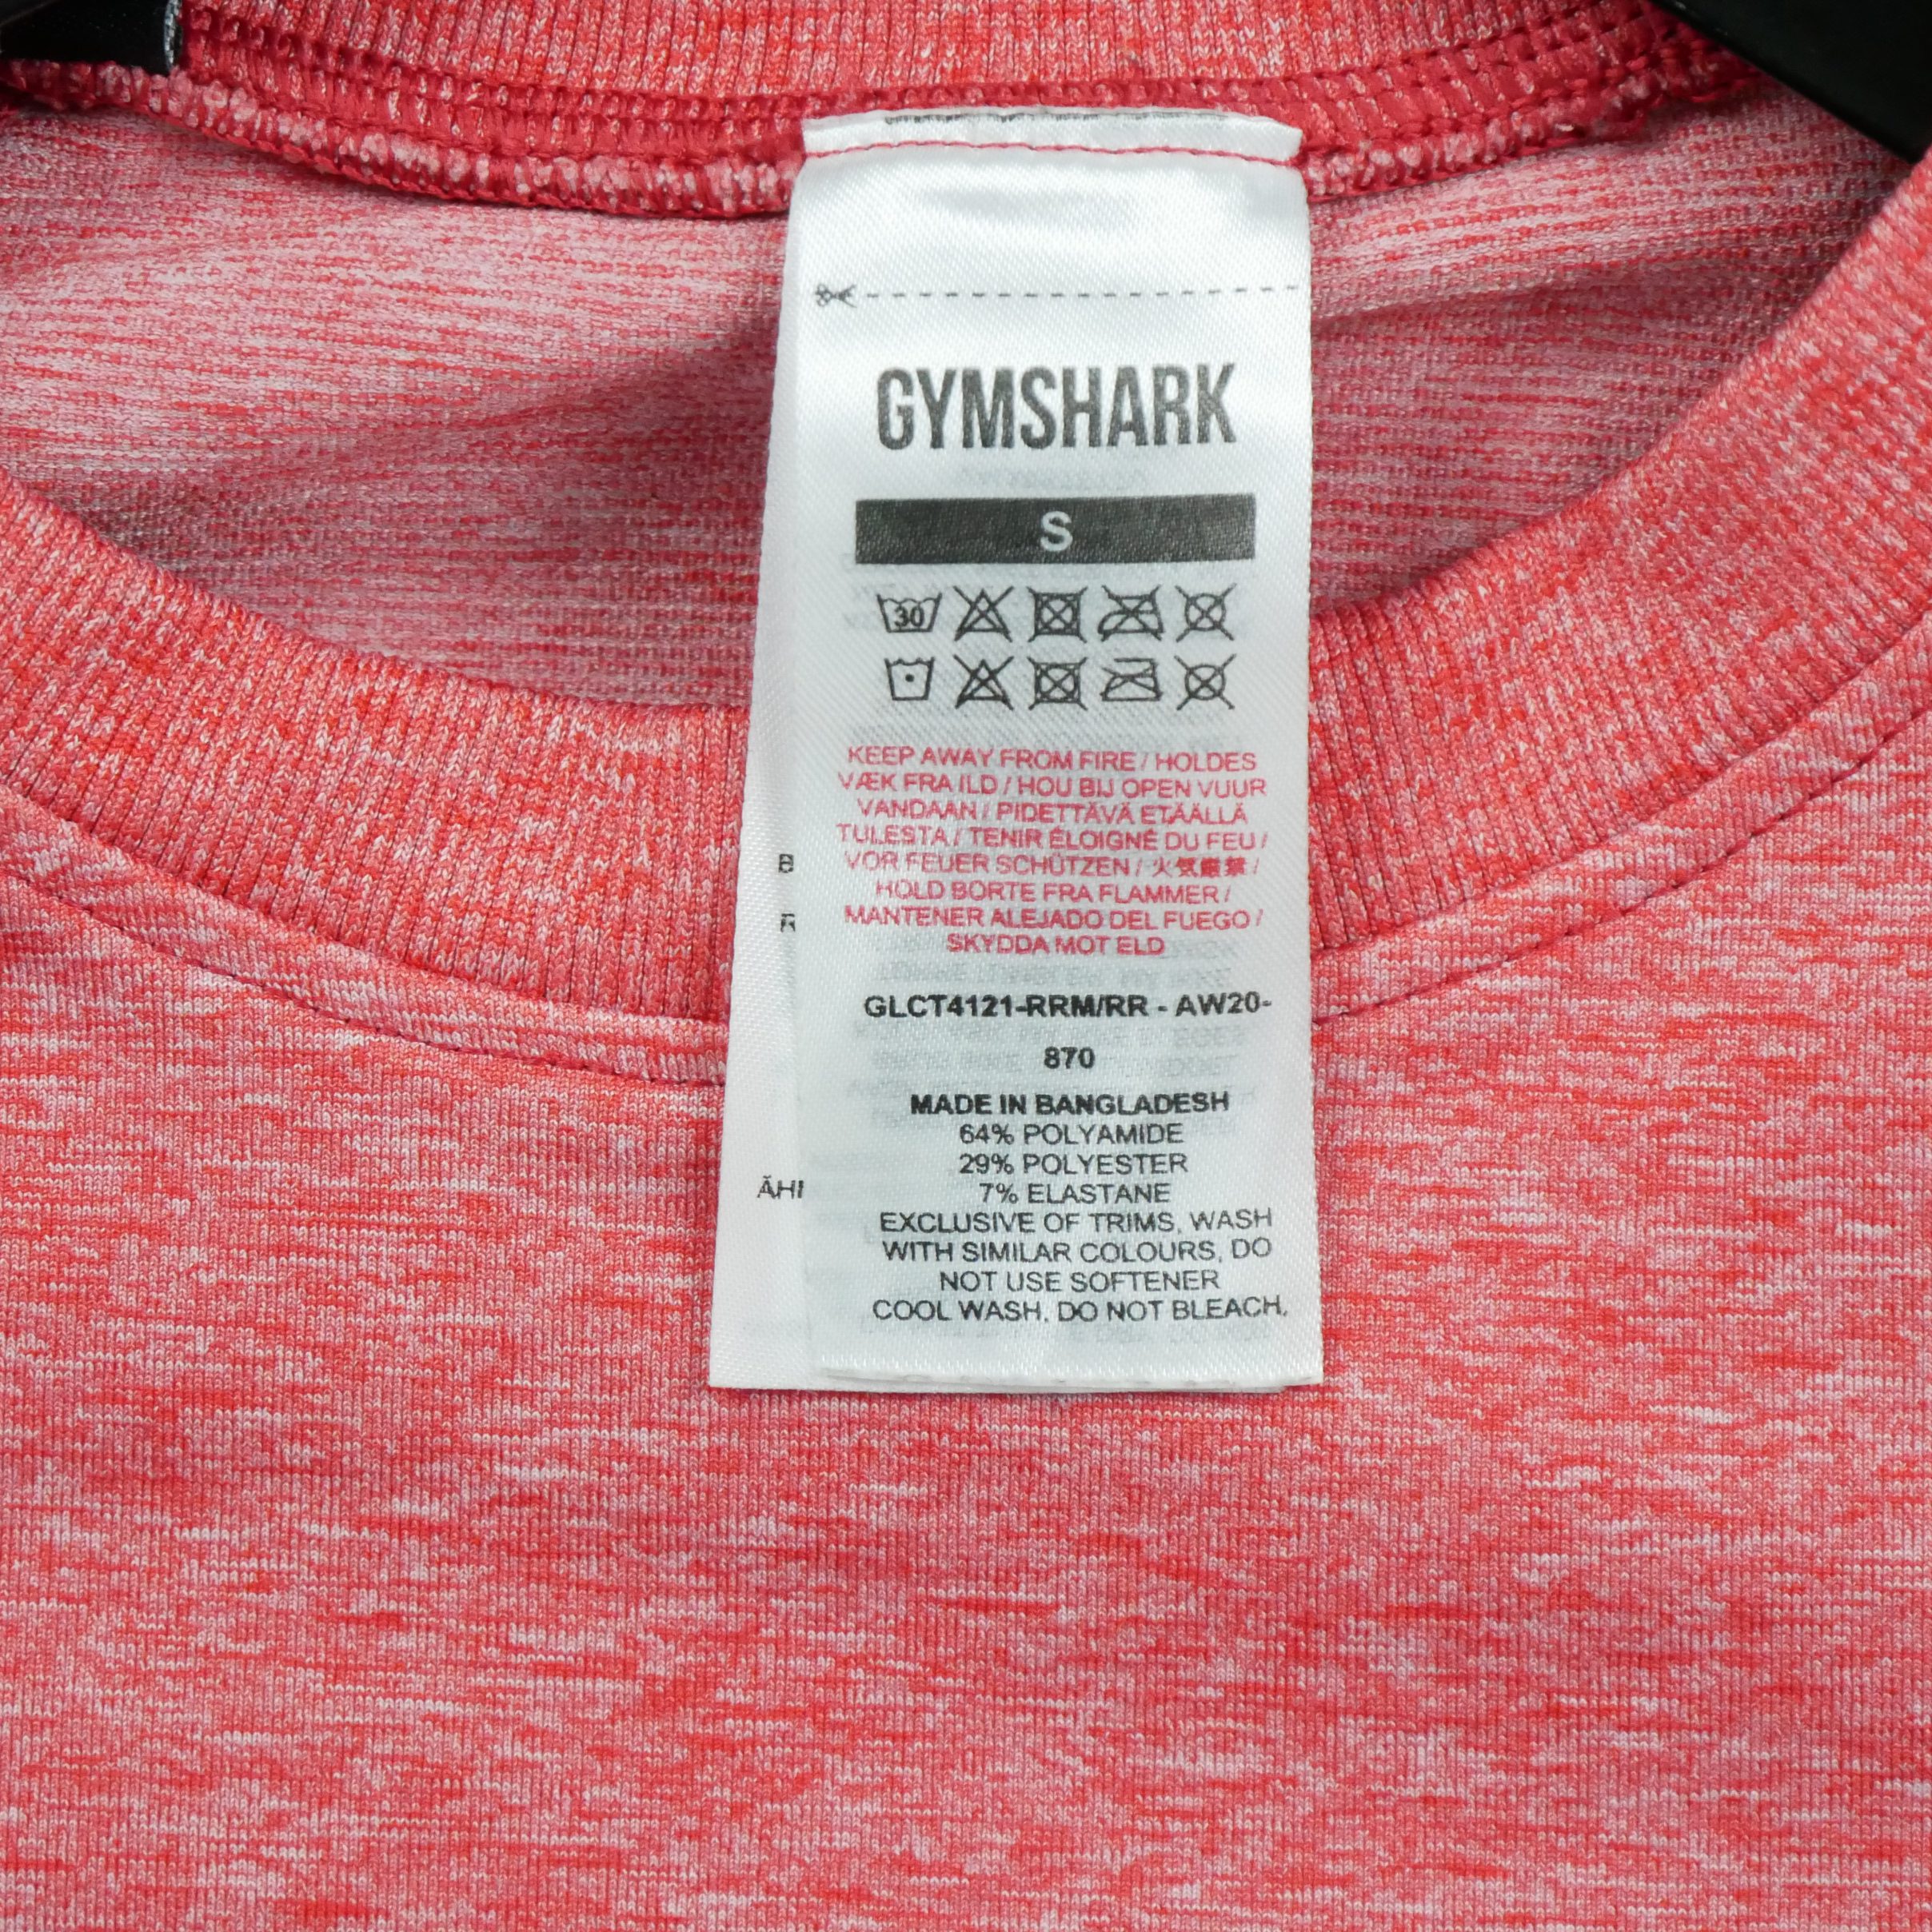 GYMSHARK
S
30
KEEP AWAY FROM FIRE / HOLDES
VÆK FRA ILD / HOU BIJ OPEN VUUR
VANDAAN / PIDETTÄVÄ ETÄÄLLÄ
TULESTA / TENIR ÉLOIGNÉ DU FEU /
VOR FEUER SCHÜTZEN / 火気厳禁 /
HOLD BORTE FRA FLAMMER /
MANTENER ALEJADO DEL FUEGO /
SKYDDA MOT ELD
GLCT4121-RRM/RR - AW20-
870
MADE IN BANGLADESH
64% POLYAMIDE
29% POLYESTER
7% ELASTANE
EXCLUSIVE OF TRIMS, WASH
WITH SIMILAR COLOURS, DO
NOT USE SOFTENER
COOL WASH. DO NOT BLEACH.
B
R
ÄHI